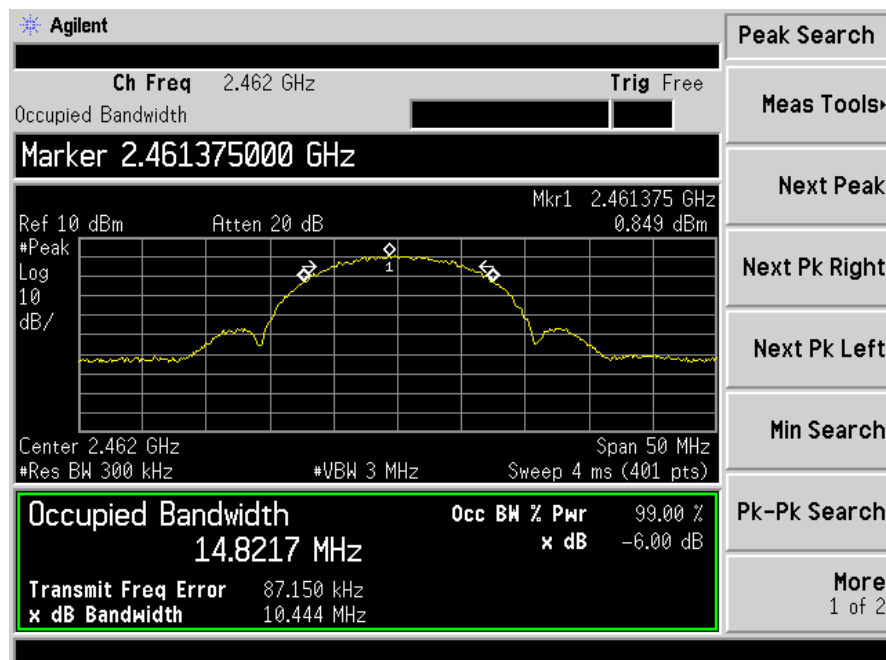 Agilent
Peak Search
Ch Freq 2.462 GHz Trig Free
Occupied Bandwidth
Meas Tools
Marker 2.461375000 GHz
Next Peak
Mkr1 2.461375 GHz
Ref 10 dBm Atten 20 dB 0.849 dBm
#Peak
Log
10
dB/
1
Next Pk Right
Next Pk Left
Center 2.462 GHz Span 50 MHz
#Res BW 300 kHz #VBW 3 MHz Sweep 4 ms (401 pts)
Min Search
Occupied Bandwidth Occ BW % Pwr 99.00 %
14.8217 MHz x dB -6.00 dB
Pk-Pk Search
Transmit Freq Error 87.150 kHz
x dB Bandwidth 10.444 MHz
More
1 of 2